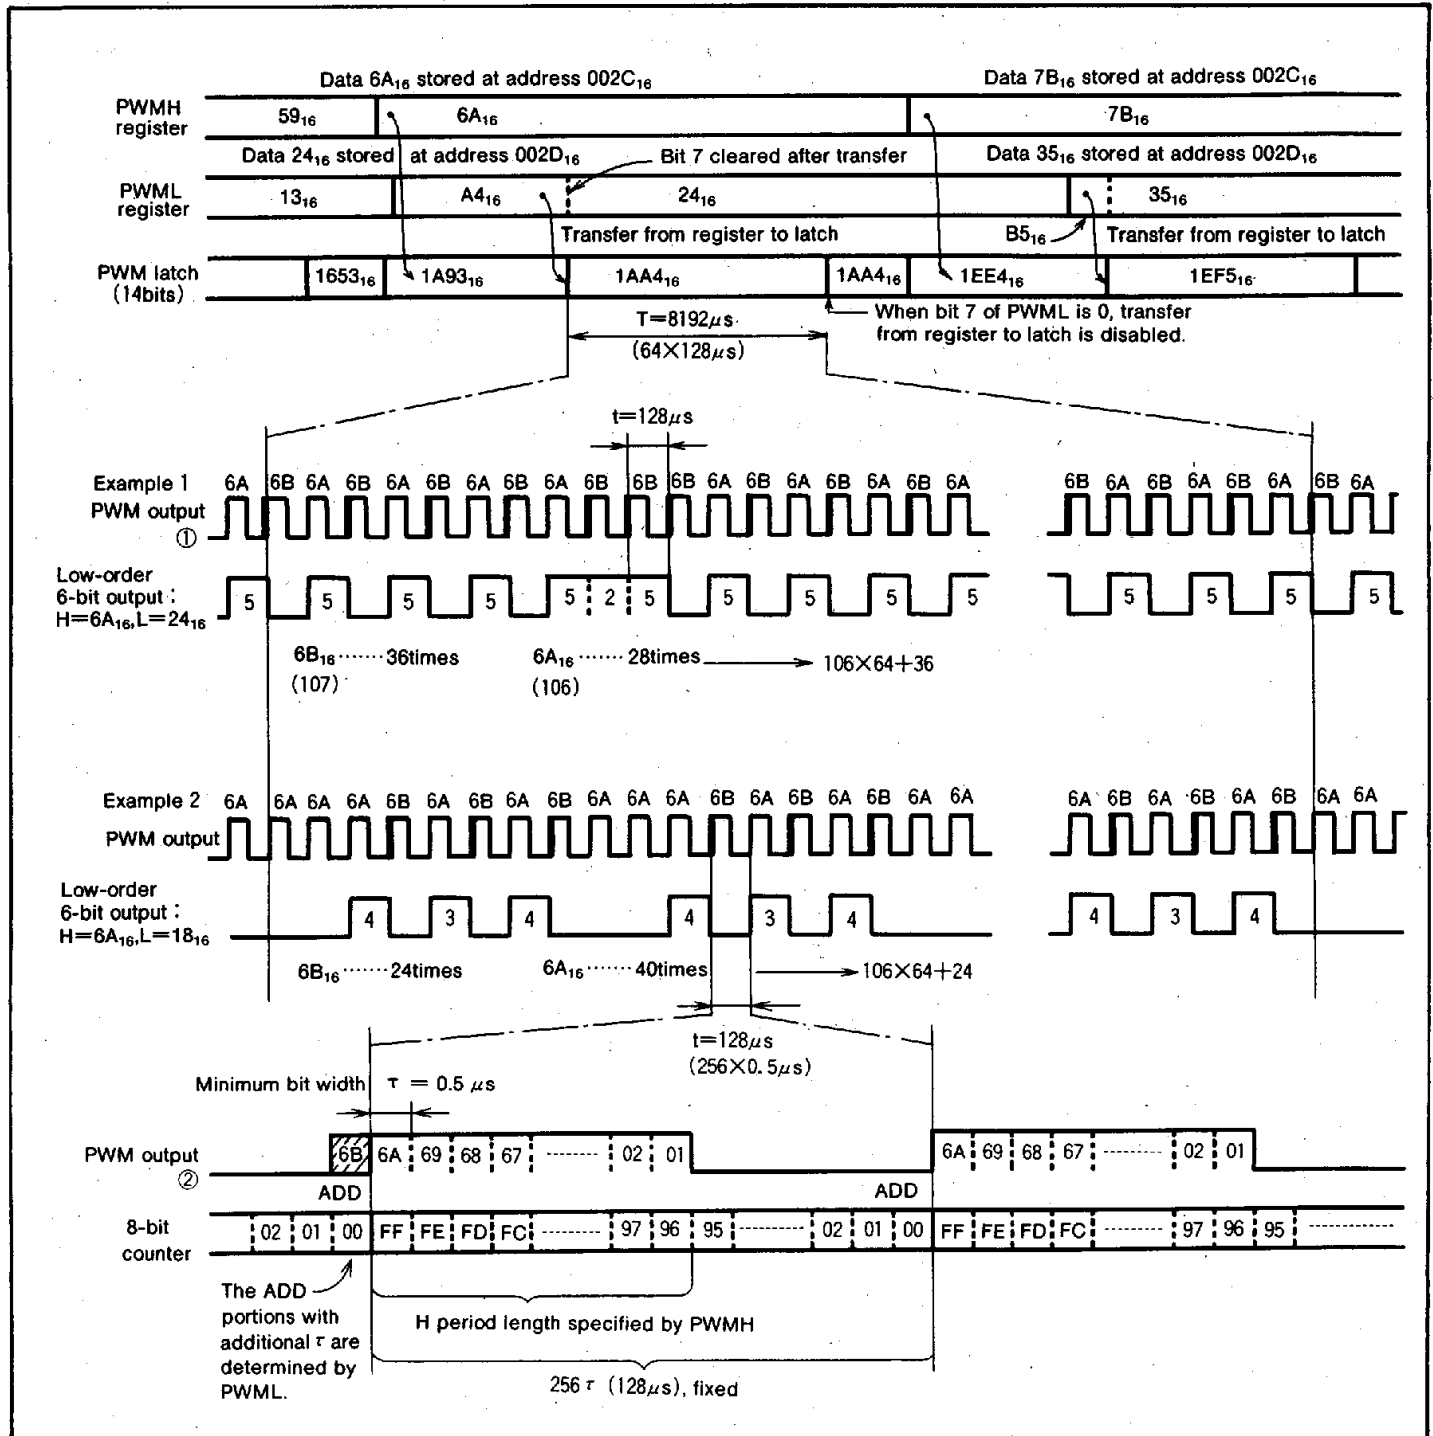 Data 6A₁₆ stored at address 002C₁₆ Data 7B₁₆ stored at address 002C₁₆
PWMH
register
59₁₆ 6A₁₆ 7B₁₆
Data 24₁₆ stored at address 002D₁₆ Bit 7 cleared after transfer Data 35₁₆ stored at address 002D₁₆
PWML
register
13₁₆ A4₁₆ 24₁₆ 35₁₆
Transfer from register to latch B5₁₆ Transfer from register to latch
PWM latch
(14bits)
1653₁₆ 1A93₁₆ 1AA4₁₆ 1AA4₁₆ 1EE4₁₆ 1EF5₁₆
T=8192μs
(64×128μs)
When bit 7 of PWML is 0, transfer
from register to latch is disabled.
t=128μs
Example 1
6A 6B 6A 6B 6A 6B 6A 6B 6A 6B 6B 6B 6A 6B 6A 6B 6A 6B 6A 6B 6A 6B 6A 6B 6A 6B 6A
PWM output
①
Low-order
6-bit output :
H=6A₁₆,L=24₁₆
5 5 5 5 5 2 5 5 5 5 5 5 5 5 5
6B₁₆ ······· 36times 6A₁₆ ······· 28times 106×64+36
(107) (106)
Example 2
6A 6A 6A 6A 6B 6A 6B 6A 6B 6A 6A 6A 6B 6A 6B 6A 6B 6A 6A 6A 6B 6A 6B 6A 6B 6A 6A
PWM output
Low-order
6-bit output :
H=6A₁₆,L=18₁₆
4 3 4 4 3 4 4 3 4
6B₁₆ ······· 24times 6A₁₆ ······· 40times 106×64+24
t=128μs
(256×0.5μs)
Minimum bit width τ = 0.5 μs
PWM output
②
6B 6A 69 68 67 -------- 02 01 6A 69 68 67 --------- 02 01
ADD ADD
8-bit
counter
02 01 00 FF FE FD FC --------- 97 96 95 ---------- 02 01 00 FF FE FD FC --------- 97 96 95 ------------
The ADD
portions with
additional τ are
determined by
PWML.
H period length specified by PWMH
256 τ (128μs), fixed